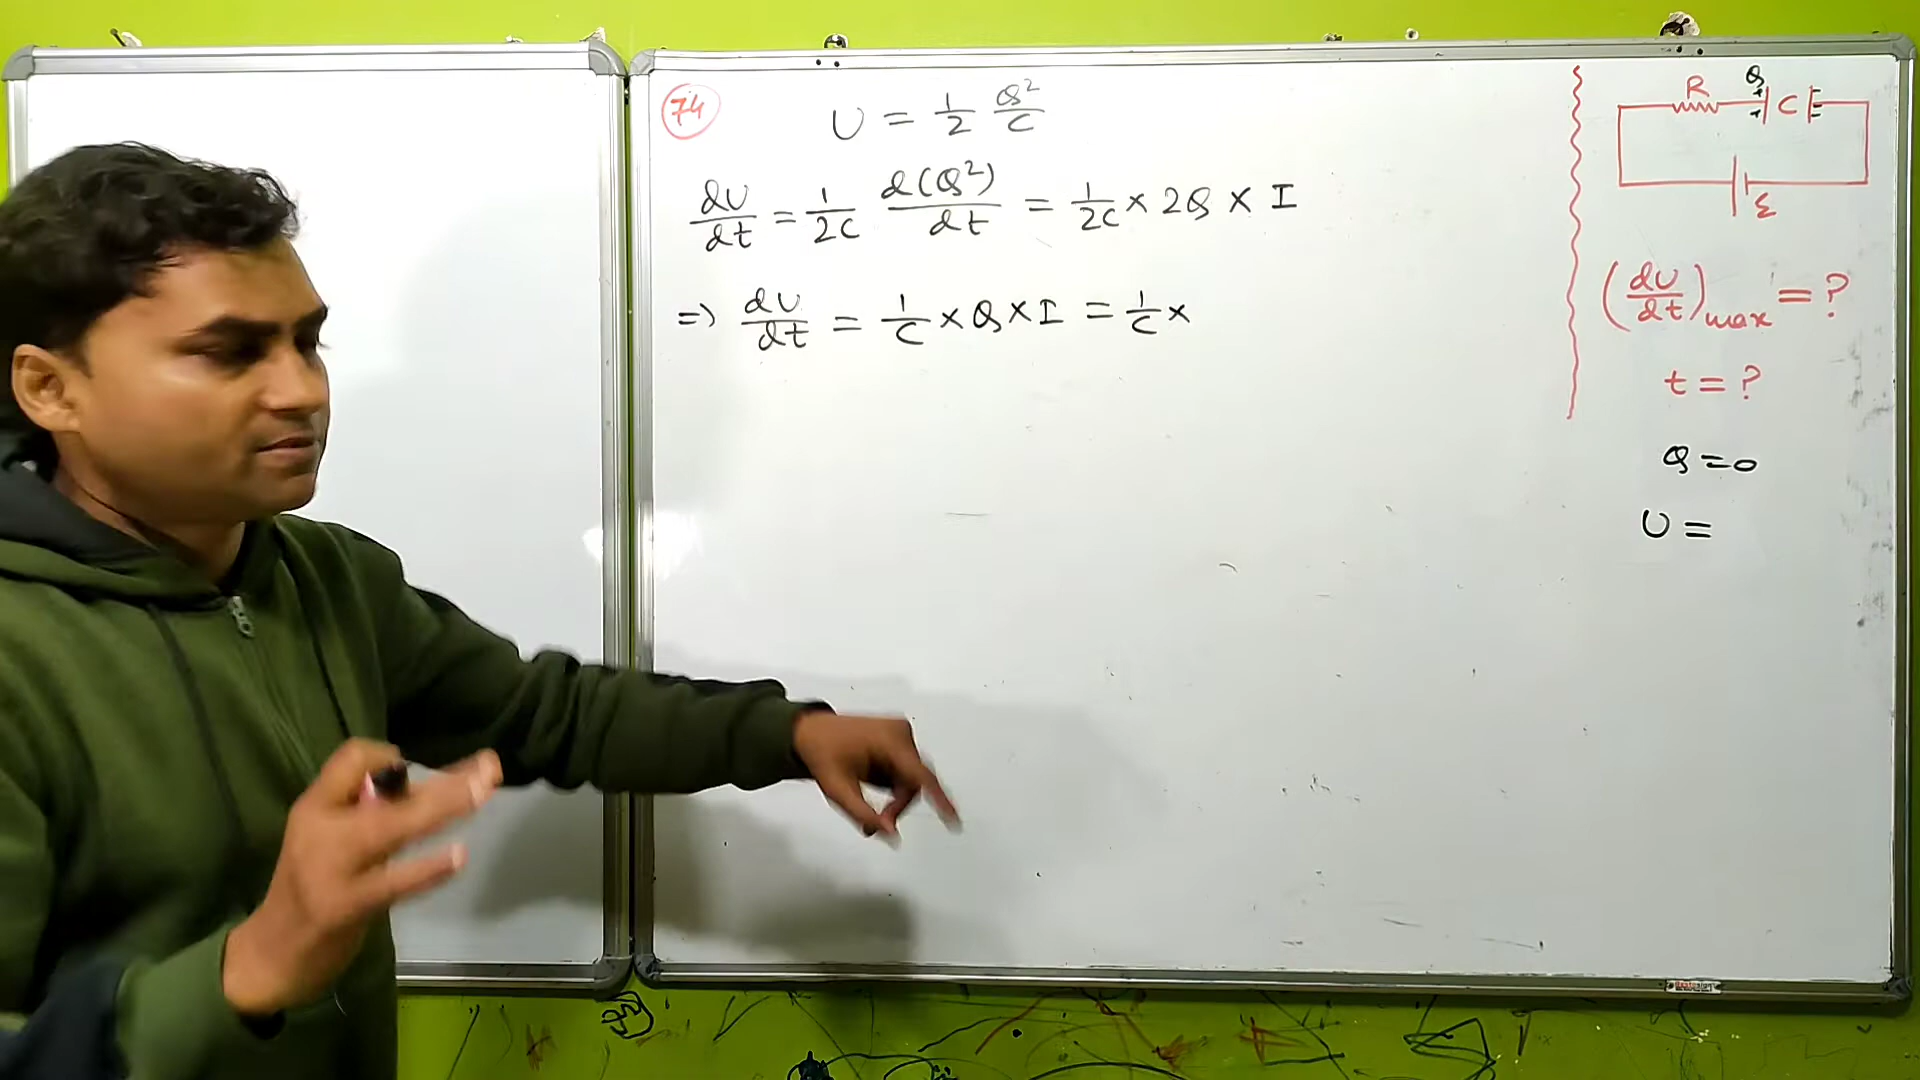 74
U = 1/2 Q²/C
dU/dt = 1/2C d(Q²)/dt = 1/2C × 2Q × I
=> dU/dt = 1/C × Q × I = 1/C ×
R Q + + C - - -
ε
(dU/dt)max = ?
t = ?
Q = 0
U =